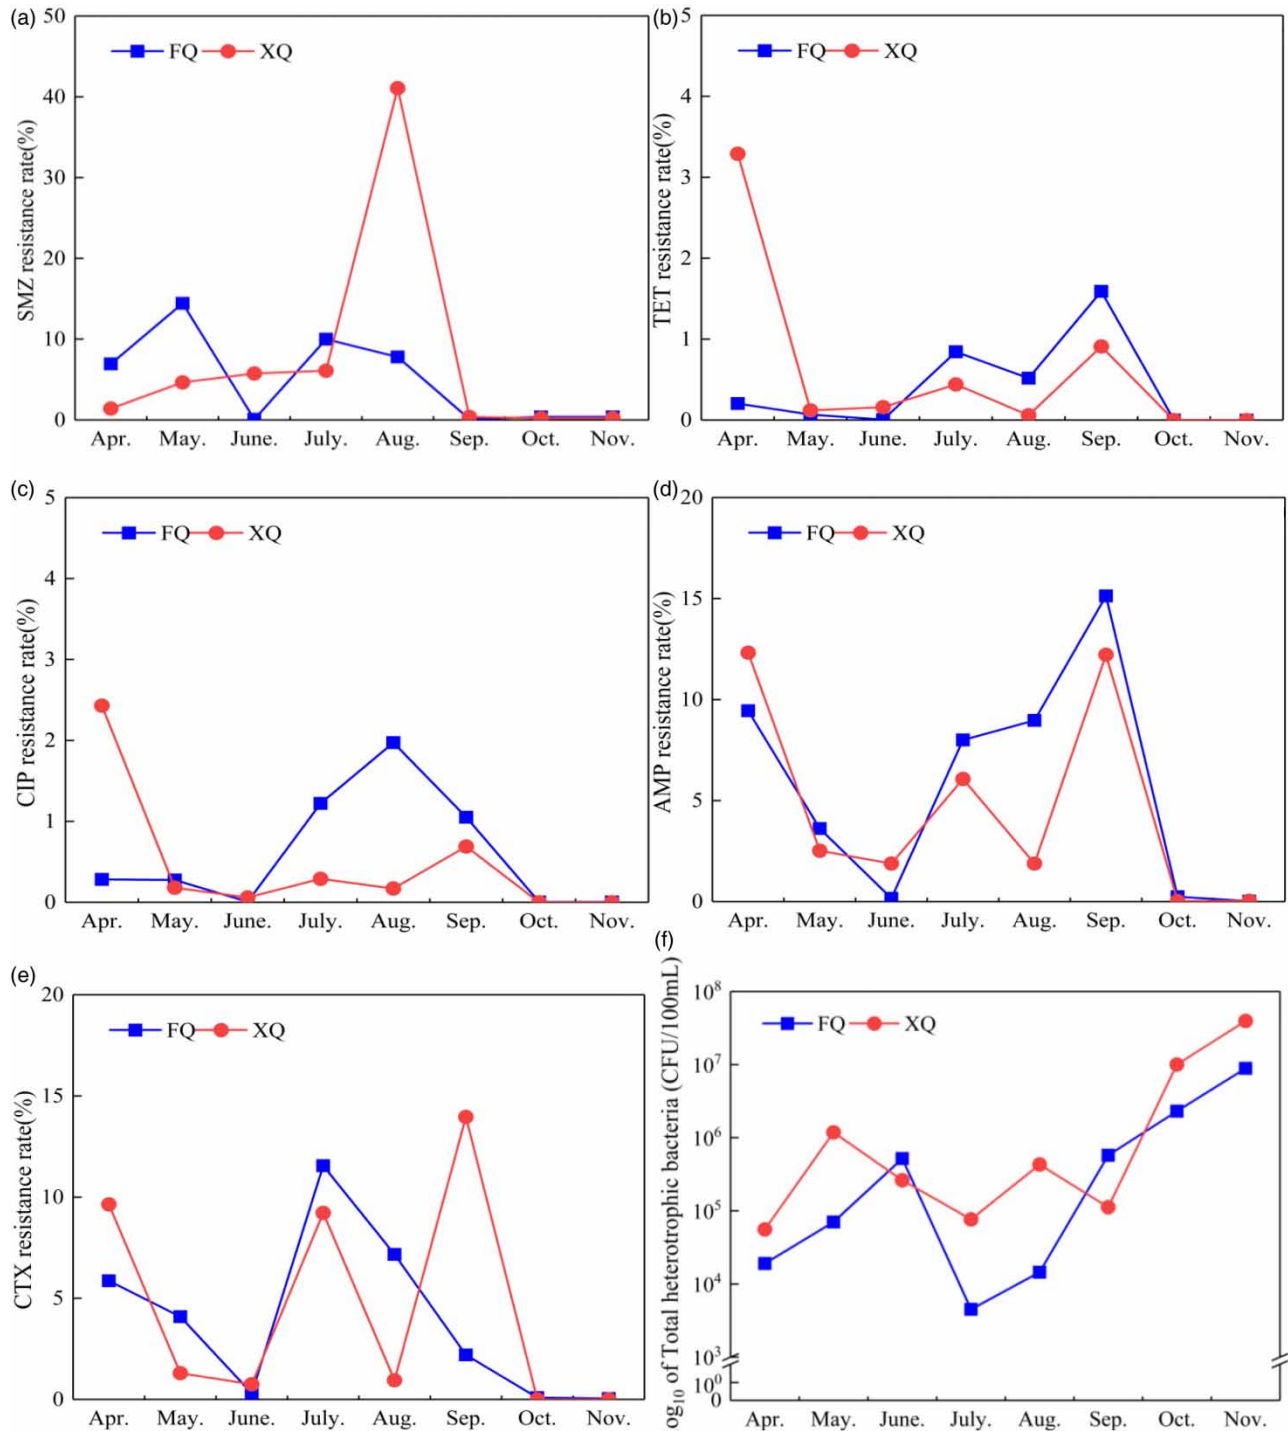 (a)
50
40
30
20
10
0
SMZ resistance rate(%)
FQ XQ
Apr. May. June. July. Aug. Sep. Oct. Nov.
(b)
5
4
3
2
1
0
TET resistance rate(%)
FQ XQ
Apr. May. June. July. Aug. Sep. Oct. Nov.
(c)
5
4
3
2
1
0
CIP resistance rate(%)
FQ XQ
Apr. May. June. July. Aug. Sep. Oct. Nov.
(d)
20
15
10
5
0
AMP resistance rate(%)
FQ XQ
Apr. May. June. July. Aug. Sep. Oct. Nov.
(e)
20
15
10
5
0
CTX resistance rate(%)
FQ XQ
Apr. May. June. July. Aug. Sep. Oct. Nov.
(f)
10⁸
10⁷
10⁶
10⁵
10⁴
10³
10⁰
0
og₁₀ of Total heterotrophic bacteria (CFU/100mL)
FQ XQ
Apr. May. June. July. Aug. Sep. Oct. Nov.